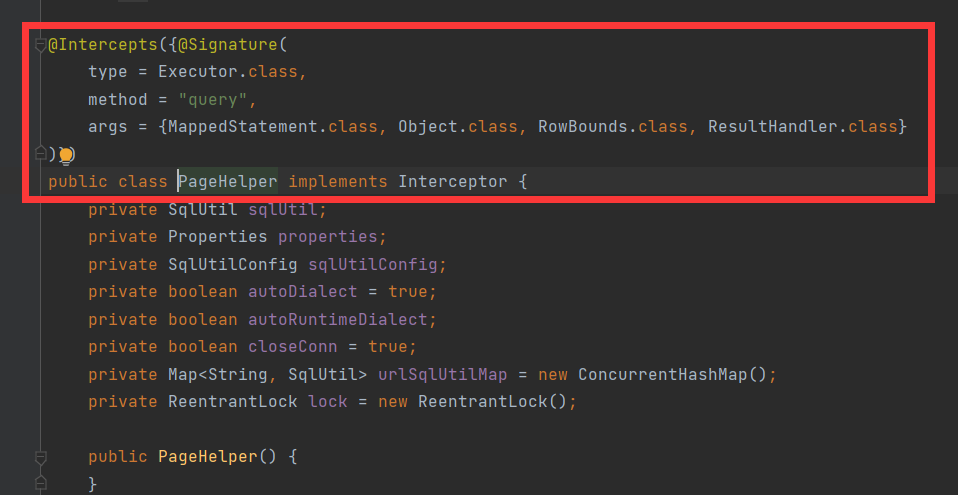 @Intercepts({@Signature(
type = Executor.class,
method = "query",
args = {MappedStatement.class, Object.class, RowBounds.class, ResultHandler.class}
)})
public class PageHelper implements Interceptor {
private SqlUtil sqlUtil;
private Properties properties;
private SqlUtilConfig sqlUtilConfig;
private boolean autoDialect = true;
private boolean autoRuntimeDialect;
private boolean closeConn = true;
private Map<String, SqlUtil> urlSqlUtilMap = new ConcurrentHashMap();
private ReentrantLock lock = new ReentrantLock();
public PageHelper() {
}